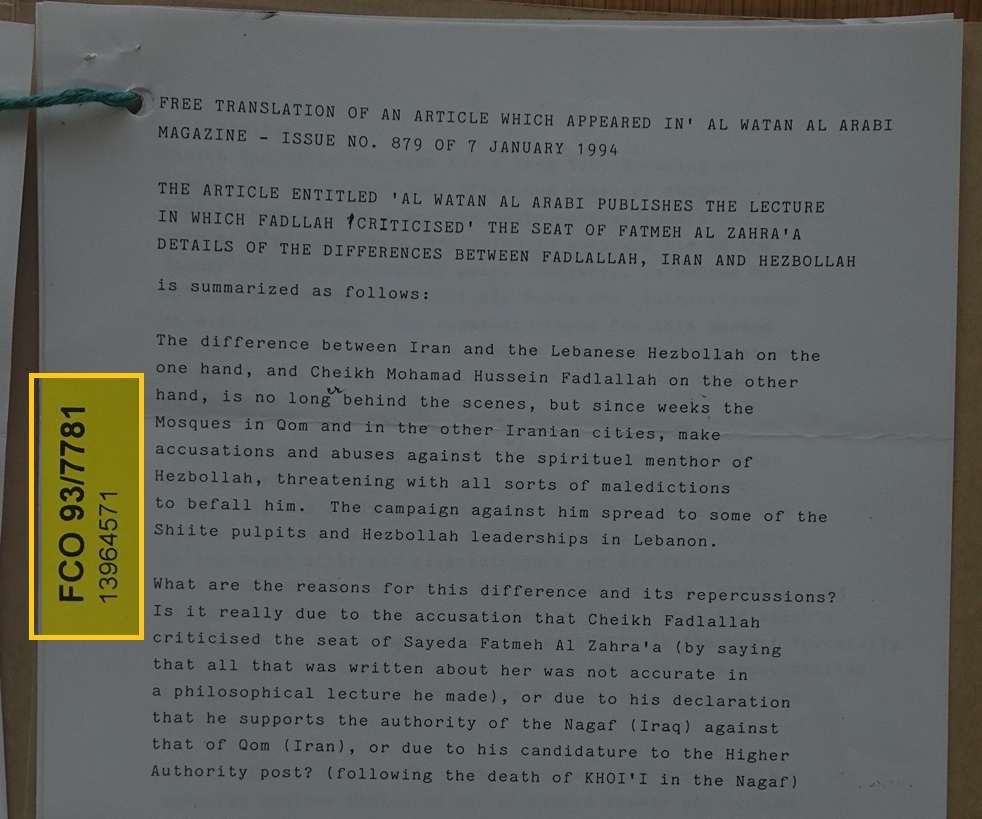 FREE TRANSLATION OF AN ARTICLE WHICH APPEARED IN' AL WATAN AL ARABI
MAGAZINE - ISSUE NO. 879 OF 7 JANUARY 1994
THE ARTICLE ENTITLED 'AL WATAN AL ARABI PUBLISHES THE LECTURE
IN WHICH FADLLAH 'CRITICISED' THE SEAT OF FATMEH AL ZAHRA'A
DETAILS OF THE DIFFERENCES BETWEEN FADLALLAH, IRAN AND HEZBOLLAH
is summarized as follows:
The difference between Iran and the Lebanese Hezbollah on the
one hand, and Cheikh Mohamad Hussein Fadlallah on the other
hand, is no longer behind the scenes, but since weeks the
Mosques in Qom and in the other Iranian cities, make
accusations and abuses against the spirituel menthor of
Hezbollah, threatening with all sorts of maledictions
to befall him. The campaign against him spread to some of the
Shiite pulpits and Hezbollah leaderships in Lebanon.
What are the reasons for this difference and its repercussions?
Is it really due to the accusation that Cheikh Fadlallah
criticised the seat of Sayeda Fatmeh Al Zahra'a (by saying
that all that was written about her was not accurate in
a philosophical lecture he made), or due to his declaration
that he supports the authority of the Nagaf (Iraq) against
that of Qom (Iran), or due to his candidature to the Higher
Authority post? (following the death of KHOI'I in the Nagaf)
FCO 93/7781
13964571